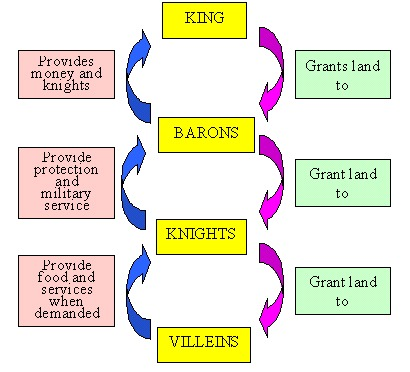 KING
Provides
money and
knights
Grants land
to
BARONS
Provide
protection
and
military
service
Grant land
to
KNIGHTS
Provide
food and
services
when
demanded
Grant land
to
VILLEINS